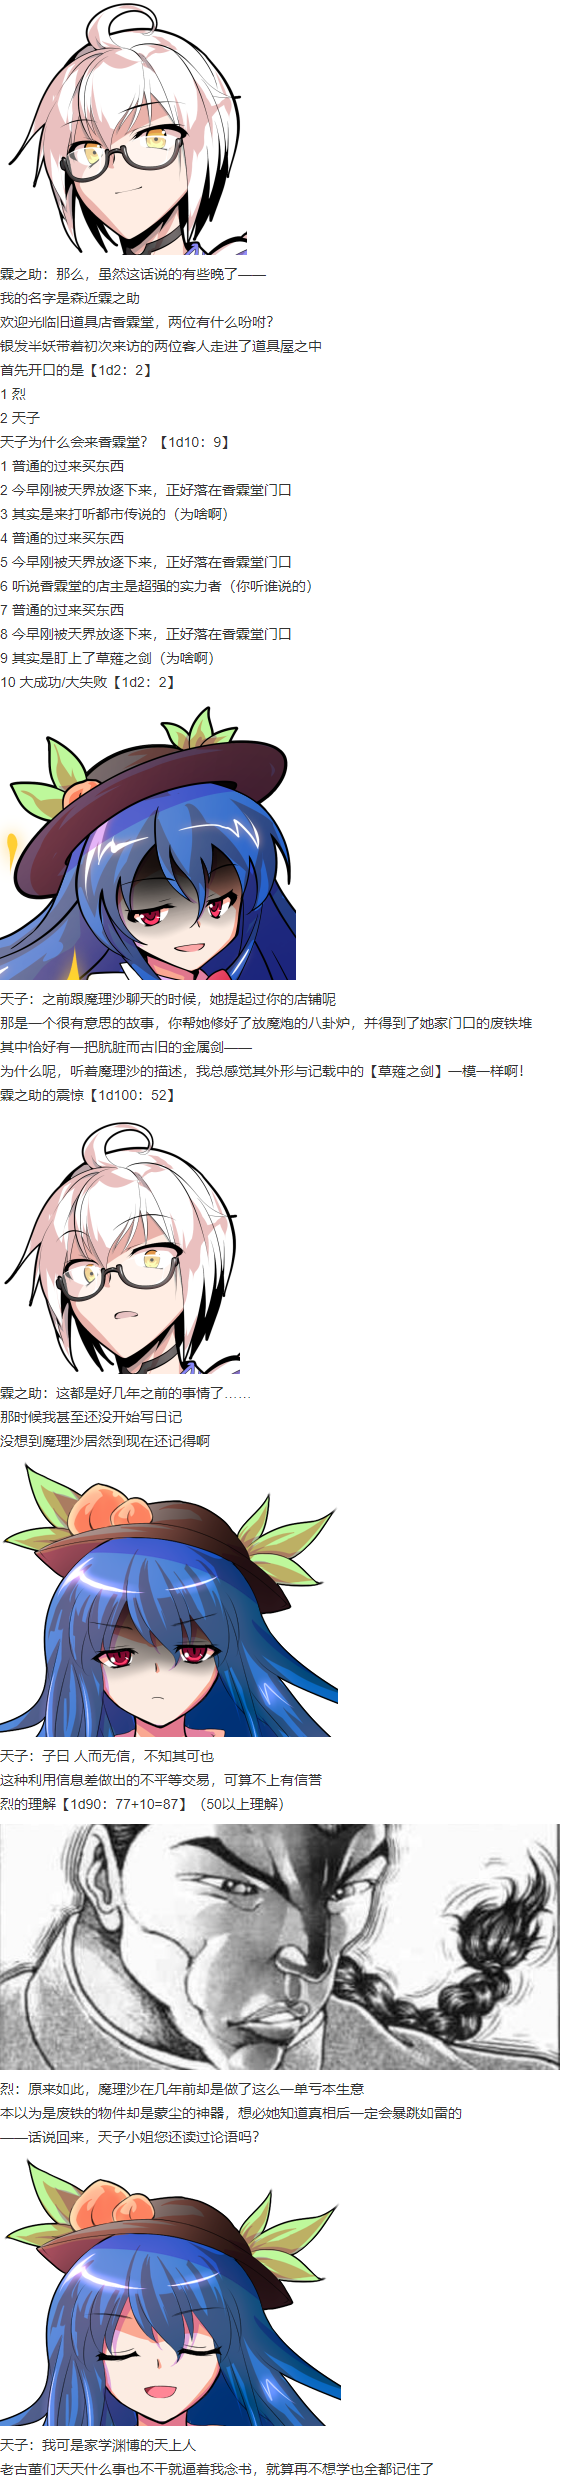 霖之助：那么，虽然这话说的有些晚了——
我的名字是森近霖之助
欢迎光临旧道具店香霖堂，两位有什么吩咐？
银发半妖带着初次来访的两位客人走进了道具屋之中
首先开口的是【1d2：2】
1 烈
2 天子
天子为什么会来香霖堂？【1d10：9】
1 普通的过来买东西
2 今早刚被天界放逐下来，正好落在香霖堂门口
3 其实是来打听都市传说的（为啥啊）
4 普通的过来买东西
5 今早刚被天界放逐下来，正好落在香霖堂门口
6 听说香霖堂的店主是超强的实力者（你听谁说的）
7 普通的过来买东西
8 今早刚被天界放逐下来，正好落在香霖堂门口
9 其实是盯上了草薙之剑（为啥啊）
10 大成功/大失败【1d2：2】
天子：之前跟魔理沙聊天的时候，她提起过你的店铺呢
那是一个很有意思的故事，你帮她修好了放魔炮的八卦炉，并得到了她家门口的废铁堆
其中恰好有一把肮脏而古旧的金属剑——
为什么呢，听着魔理沙的描述，我总感觉其外形与记载中的【草薙之剑】一模一样啊！
霖之助的震惊【1d100：52】
霖之助：这都是好几年之前的事情了……
那时候我甚至还没开始写日记
没想到魔理沙居然到现在还记得啊
天子：子曰 人而无信，不知其可也
这种利用信息差做出的不平等交易，可算不上有信誉
烈的理解【1d90：77+10=87】（50以上理解）
烈：原来如此，魔理沙在几年前却是做了这么一单亏本生意
本以为是废铁的物件却是蒙尘的神器，想必她知道真相后一定会暴跳如雷的
——话说回来，天子小姐您还读过论语吗？
天子：我可是家学渊博的天上人
老古董们天天什么事也不干就逼着我念书，就算再不想学也全都记住了